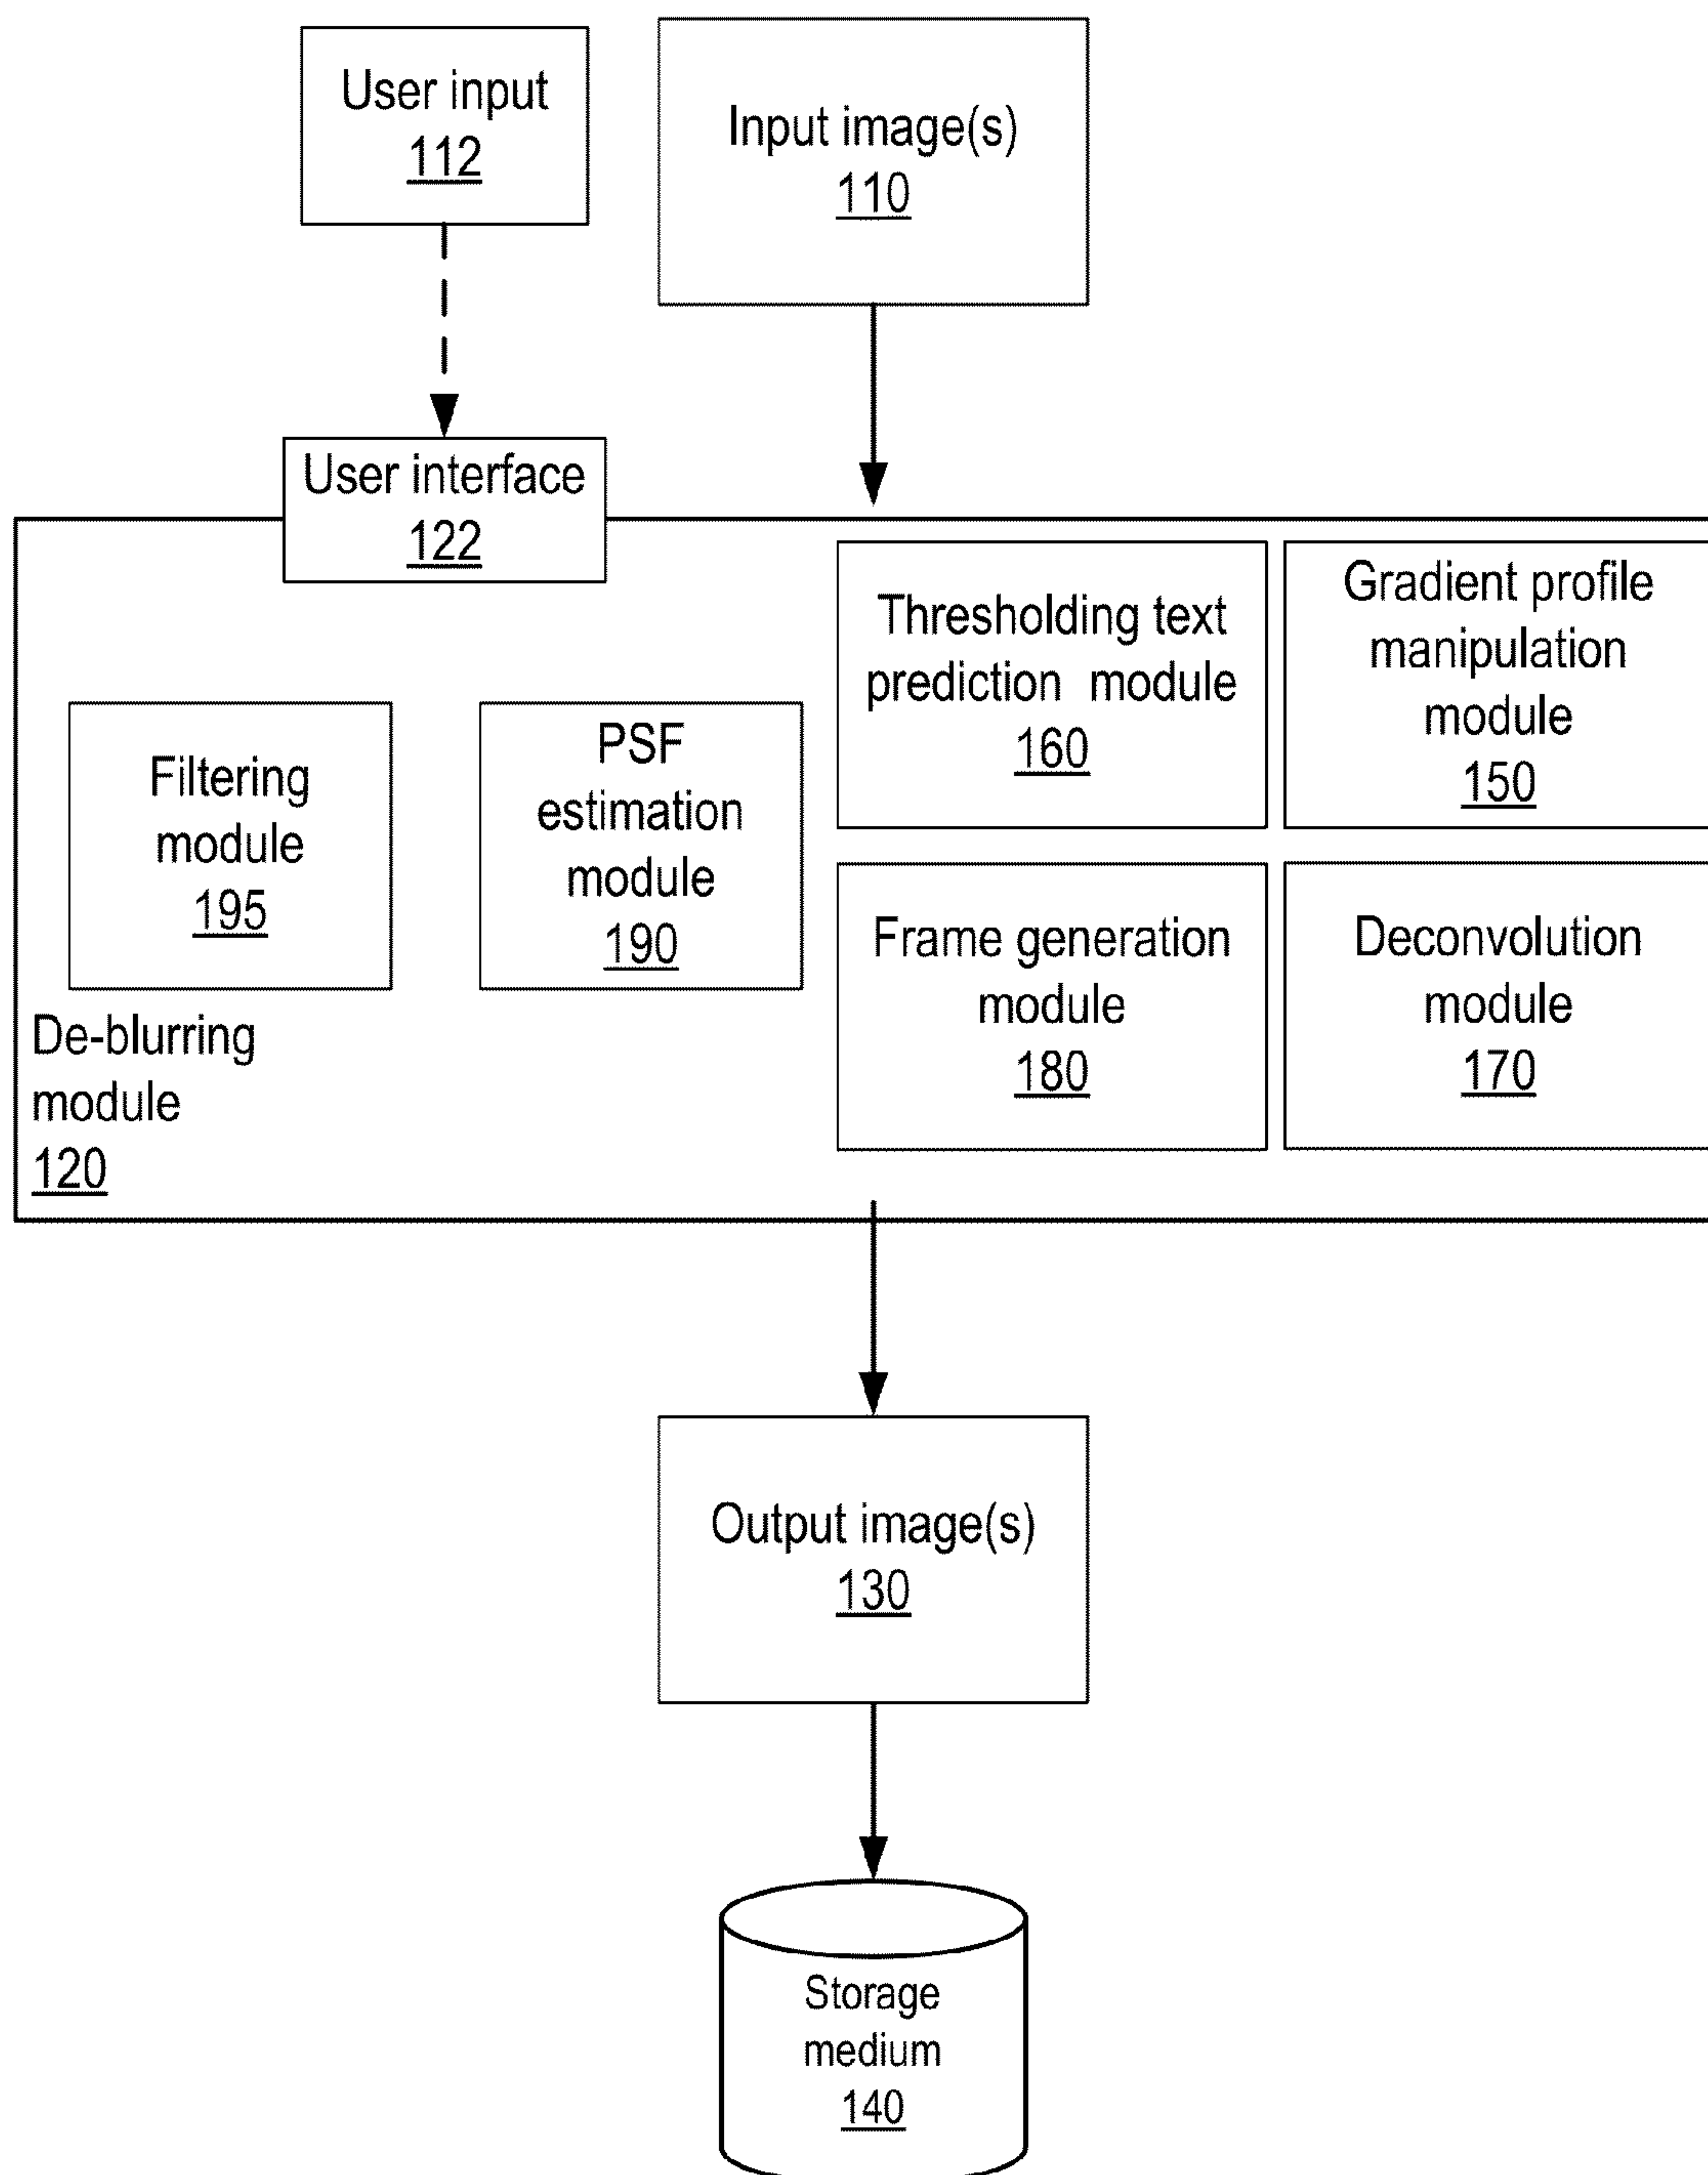 User input
112
Input image(s)
110
User interface
122
Thresholding text
prediction  module
160
Gradient profile
manipulation
module
150
Filtering
module
195
PSF
estimation
module
190
Frame generation
module
180
Deconvolution
module
170
De-blurring
module
120
Output image(s)
130
Storage
medium
140